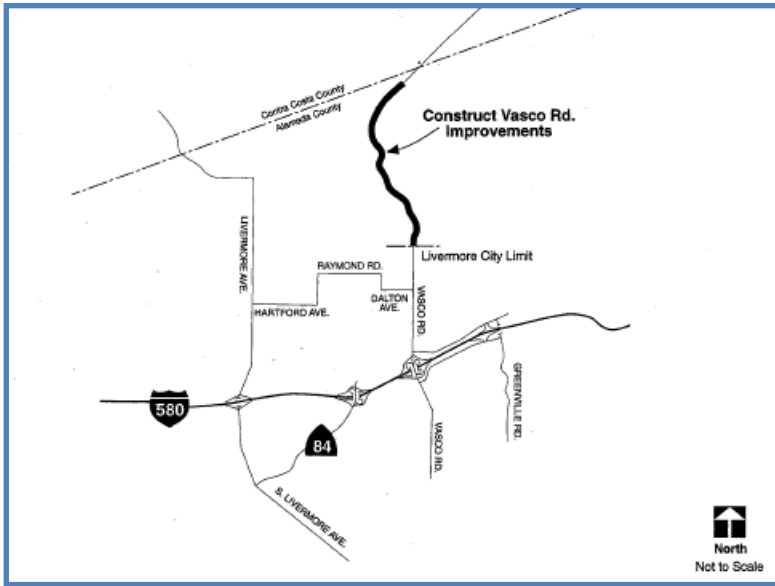 Contra Costa County
Alameda County
Construct Vasco Rd.
Improvements
LIVERMORE AVE.
Livermore City Limit
RAYMOND RD.
HARTFORD AVE.
DALTON
AVE.
VASCO RD.
580
84
GREENVILLE RD.
VASCO RD.
S. LIVERMORE AVE.
North
Not to Scale